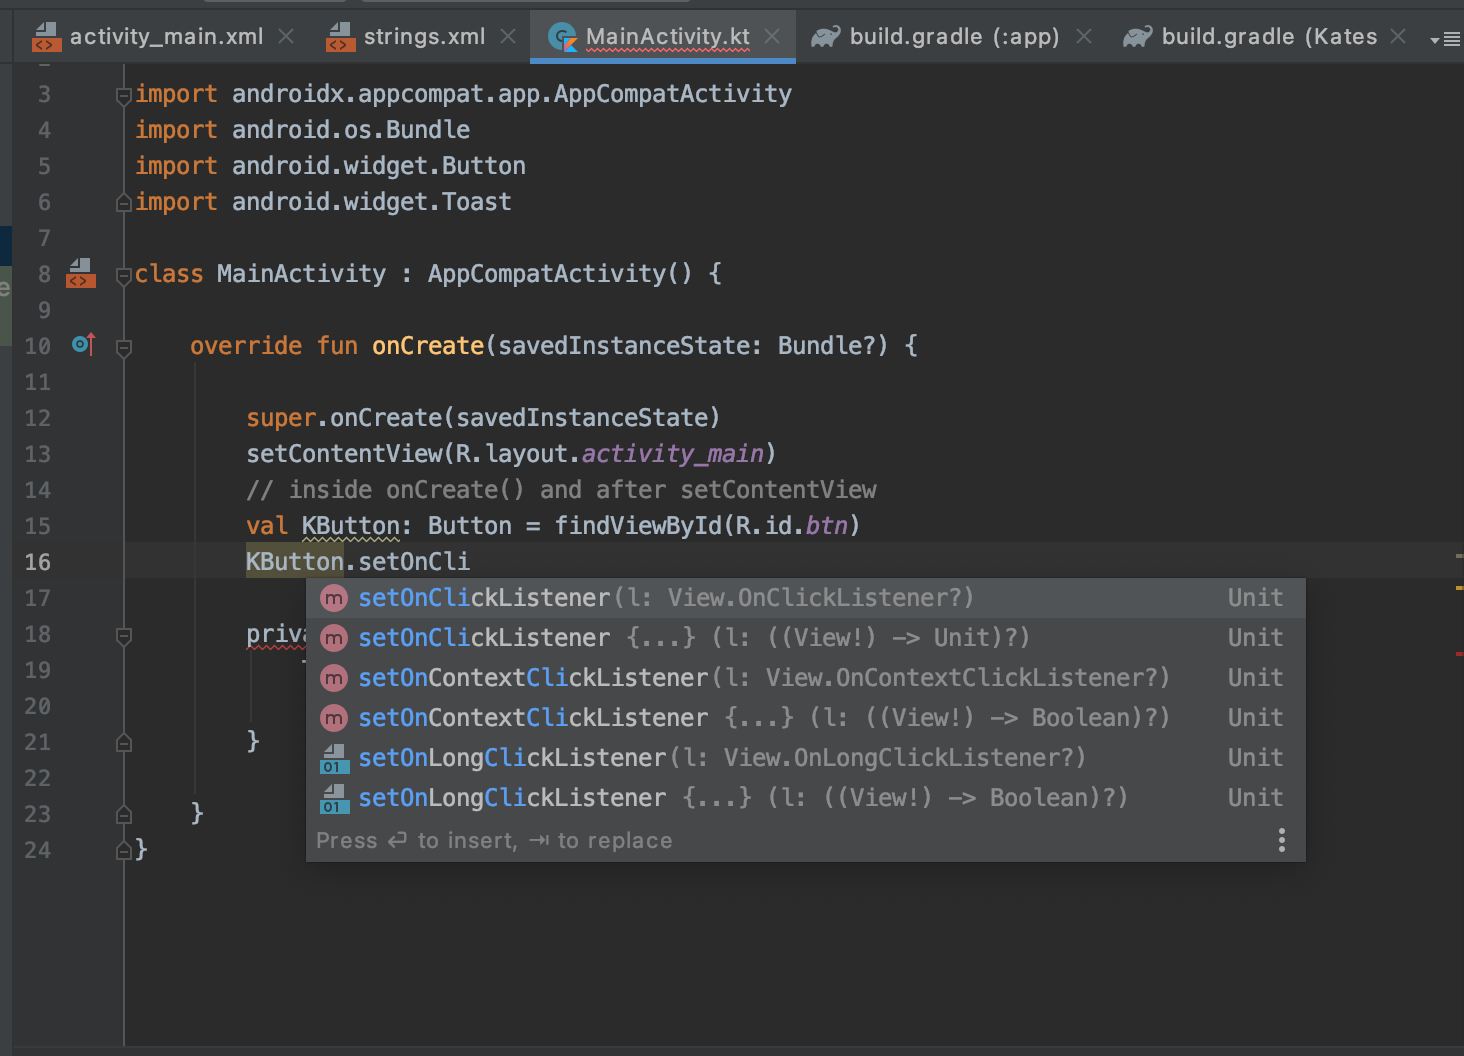 activity_main.xml strings.xml MainActivity.kt build.gradle (:app) build.gradle (Kates
3 import androidx.appcompat.app.AppCompatActivity
4 import android.os.Bundle
5 import android.widget.Button
6 import android.widget.Toast
7
8 class MainActivity : AppCompatActivity() {
9
10 override fun onCreate(savedInstanceState: Bundle?) {
11
12 super.onCreate(savedInstanceState)
13 setContentView(R.layout.activity_main)
14 // inside onCreate() and after setContentView
15 val KButton: Button = findViewById(R.id.btn)
16 KButton.setOnCli
17 setOnClickListener(l: View.OnClickListener?) Unit
18 priva setOnClickListener {...} (l: ((View!) -> Unit)?) Unit
19 setOnContextClickListener(l: View.OnContextClickListener?) Unit
20 setOnContextClickListener {...} (l: ((View!) -> Boolean)?) Unit
21 } setOnLongClickListener(l: View.OnLongClickListener?) Unit
22 setOnLongClickListener {...} (l: ((View!) -> Boolean)?) Unit
23 }
Press ↵ to insert, ⇥ to replace
24 }